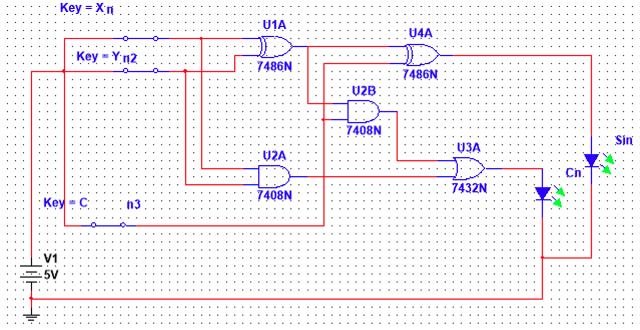 Key = X n
U1A
U4A
Key = Y n2
7486N
7486N
U2B
7408N
U2A
U3A
Sin
Cn
7408N
7432N
Key = C n3
V1
5V